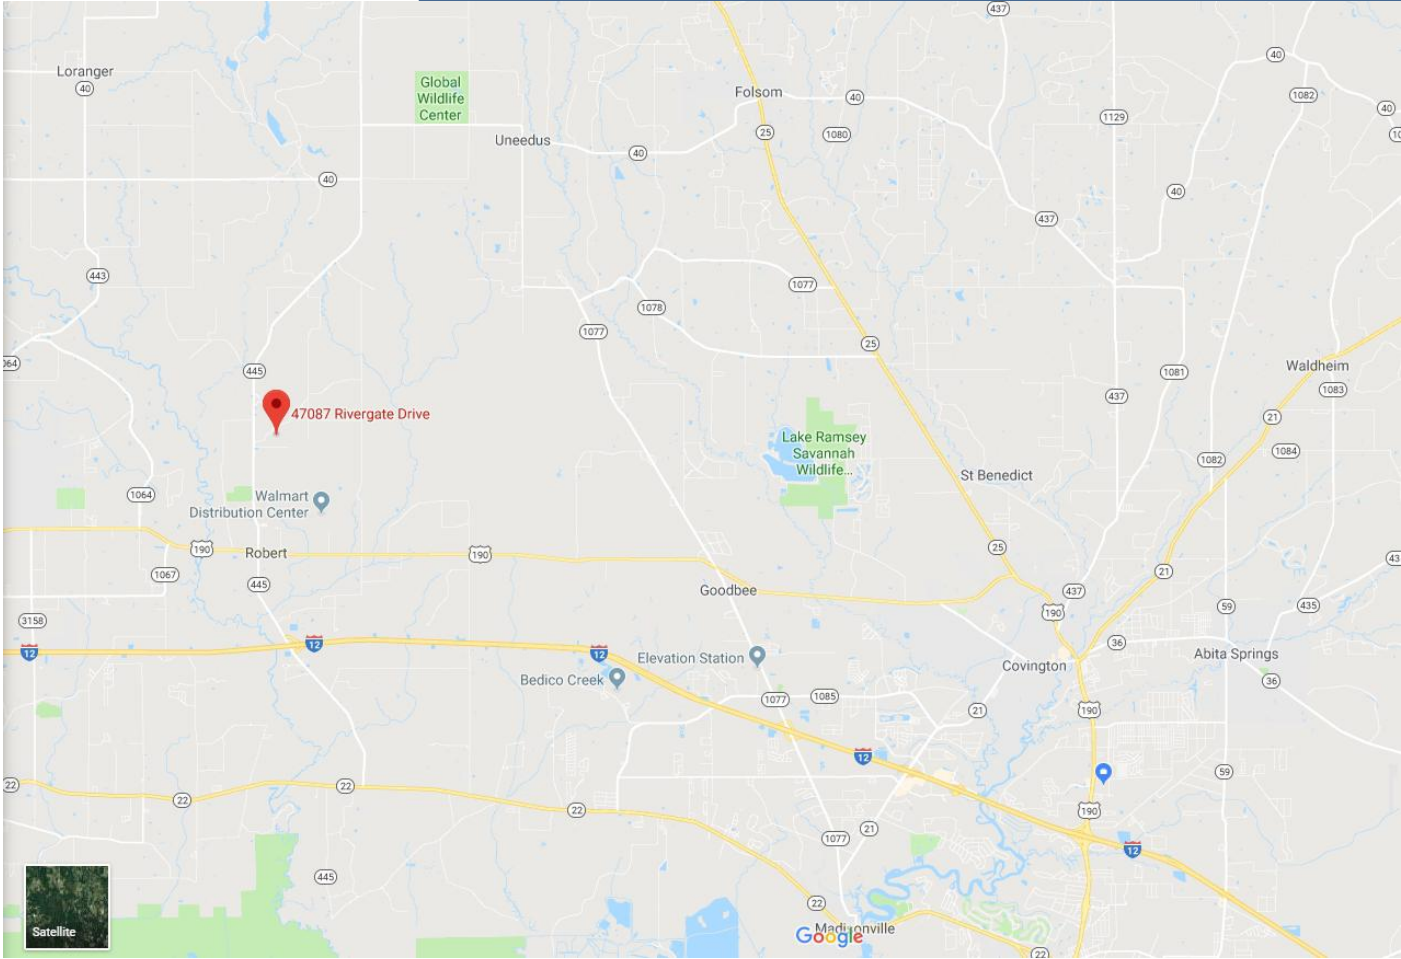 437
40
Loranger
40
Global
Wildlife
Center
Folsom
40
1082
40
1129
25
1080
Uneedus
40
40
40
437
443
1077
1078
1077
25
445
Waldheim
1081
1083
437
47087 Rivergate Drive
21
Lake Ramsey
Savannah
Wildlife...
1084
1082
St Benedict
1064
Walmart
Distribution Center
190
Robert
190
25
21
1067
445
Goodbee
437
59
435
190
3158
12
12
12
36
Elevation Station
Covington
Abita Springs
Bedico Creek
36
1077
1085
21
190
12
59
22
22
22
22
190
1077
21
12
445
22
Satellite
Madisonville
Google
22